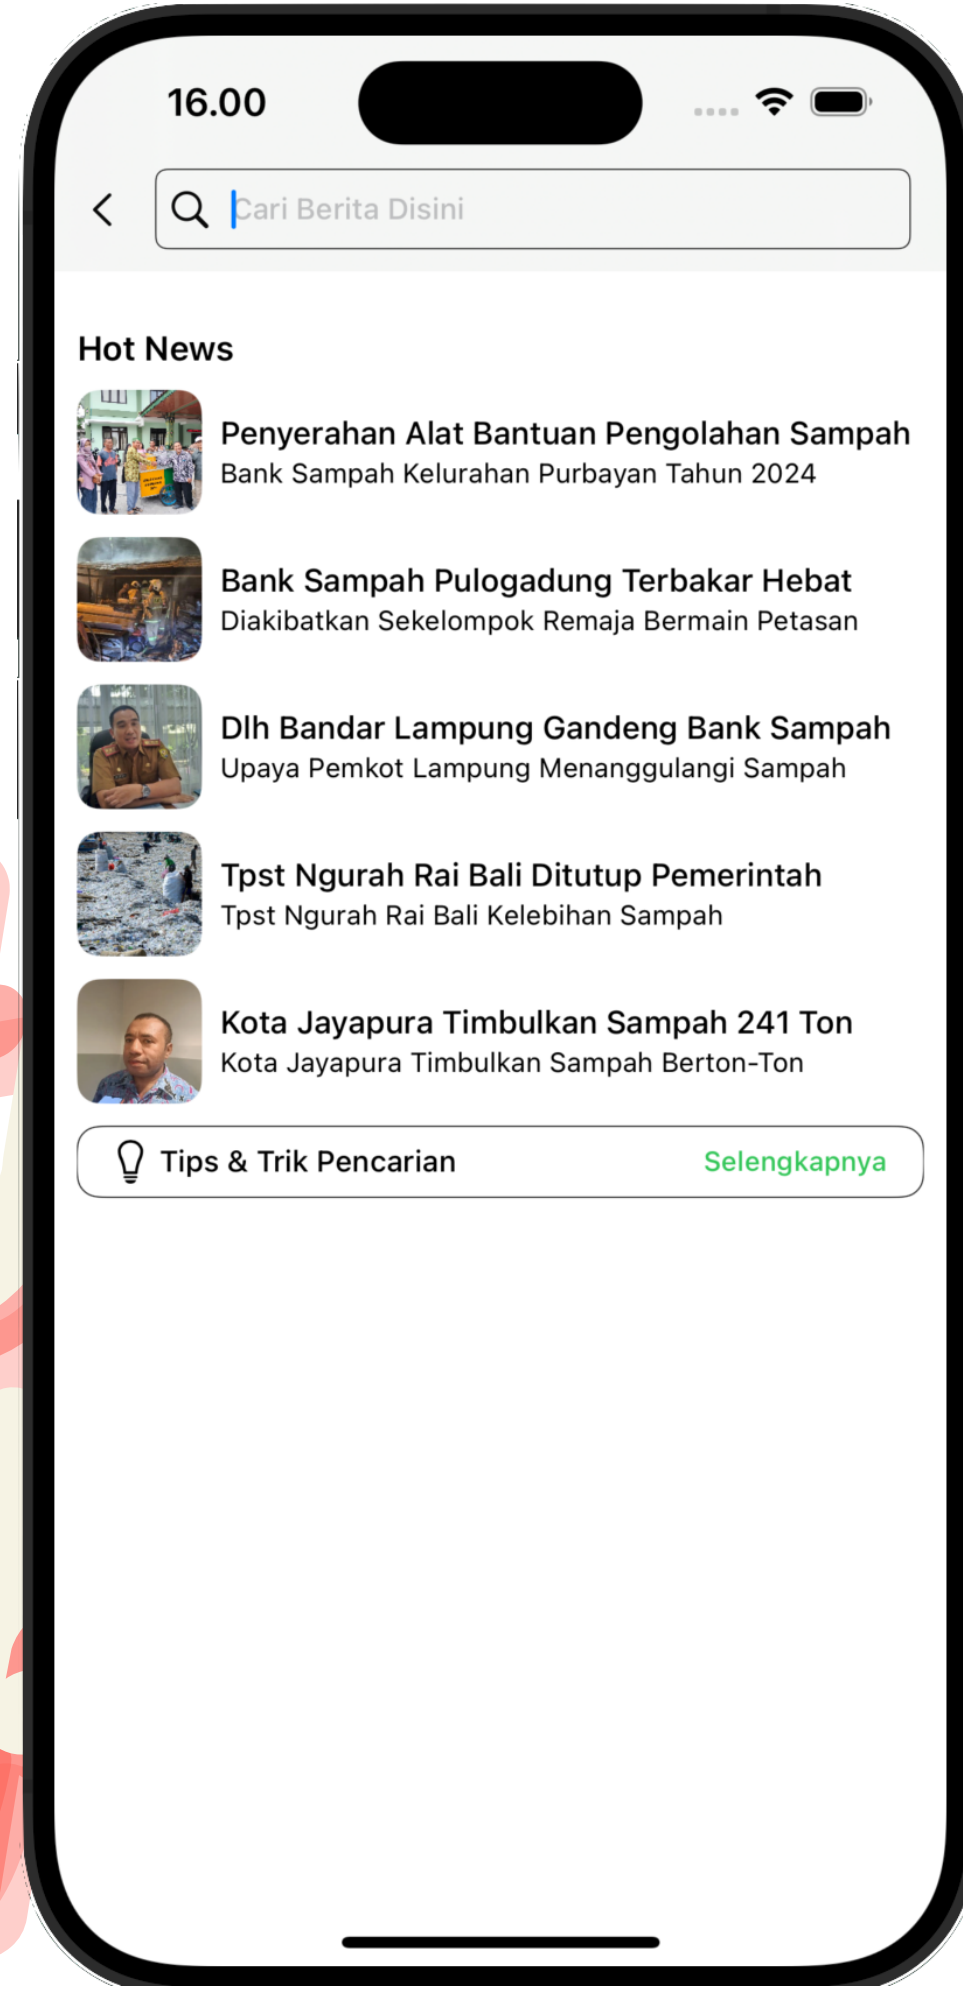 16.00
Cari Berita Disini
Hot News
Penyerahan Alat Bantuan Pengolahan Sampah
Bank Sampah Kelurahan Purbayan Tahun 2024
Bank Sampah Pulogadung Terbakar Hebat
Diakibatkan Sekelompok Remaja Bermain Petasan
Dlh Bandar Lampung Gandeng Bank Sampah
Upaya Pemkot Lampung Menanggulangi Sampah
Tpst Ngurah Rai Bali Ditutup Pemerintah
Tpst Ngurah Rai Bali Kelebihan Sampah
Kota Jayapura Timbulkan Sampah 241 Ton
Kota Jayapura Timbulkan Sampah Berton-Ton
Tips & Trik Pencarian Selengkapnya